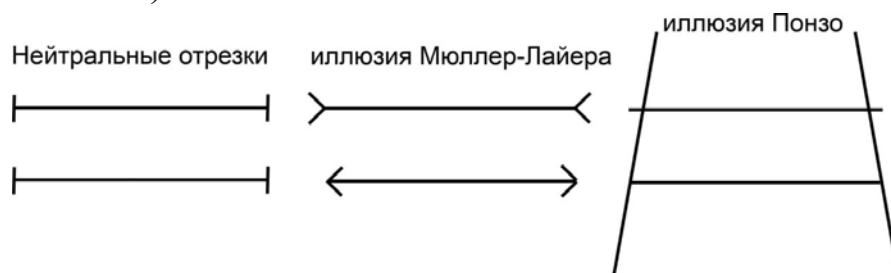 Нейтральные отрезки
иллюзия Мюллер-Лайера
иллюзия Понзо